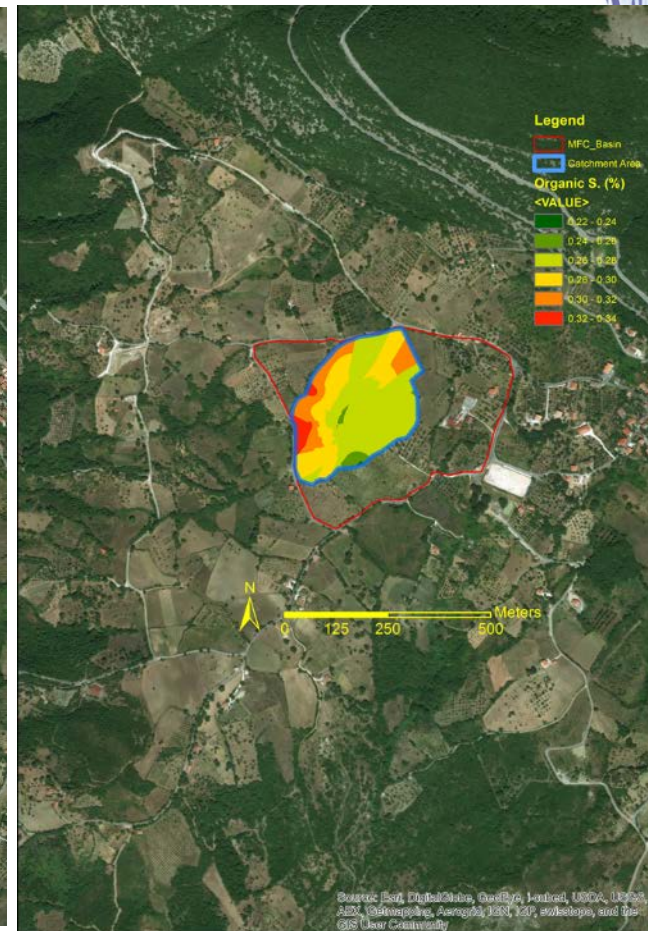 Legend
MFC_Basin
Catchment Area
Organic S. (%)
<VALUE>
0.22 - 0.24
0.24 - 0.26
0.26 - 0.28
0.28 - 0.30
0.30 - 0.32
0.32 - 0.34
N
Meters
0 125 250 500
Source: Esri, DigitalGlobe, GeoEye, i-cubed, USDA, USGS,
AEX, Getmapping, Aerogrid, IGN, IGP, swisstopo, and the
GIS User Community